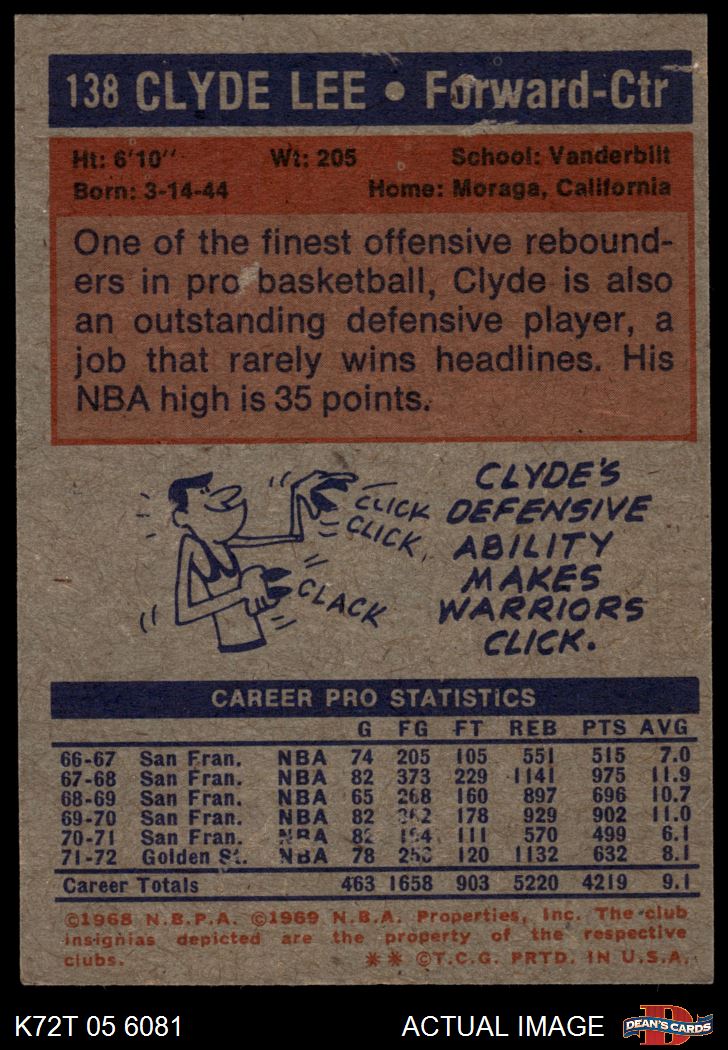 138 CLYDE LEE • Forward-Ctr
Ht: 6'10" Wt: 205 School: Vanderbilt
Born: 3-14-44 Home: Moraga, California
One of the finest offensive rebound-
ers in pro basketball, Clyde is also
an outstanding defensive player, a
job that rarely wins headlines. His
NBA high is 35 points.
CLICK
CLICK
CLACK
CLYDE'S
DEFENSIVE
ABILITY
MAKES
WARRIORS
CLICK.
CAREER PRO STATISTICS
G FG FT REB PTS AVG
66-67 San Fran. NBA 74 205 105 551 515 7.0
67-68 San Fran. NBA 82 373 229 1141 975 11.9
68-69 San Fran. NBA 65 268 160 897 696 10.7
69-70 San Fran. NBA 82 362 178 929 902 11.0
70-71 San Fran. NBA 82 194 111 570 499 6.1
71-72 Golden St. NBA 78 256 120 1132 632 8.1
Career Totals 463 1658 903 5220 4219 9.1
©1968 N.B.P.A. ©1969 N.B.A. Properties, Inc. The club
insignias depicted are the property of the respective
clubs. ** ©T.C.G. PRTD. IN U.S.A.
K72T 05 6081 ACTUAL IMAGE DEAN'S CARDS